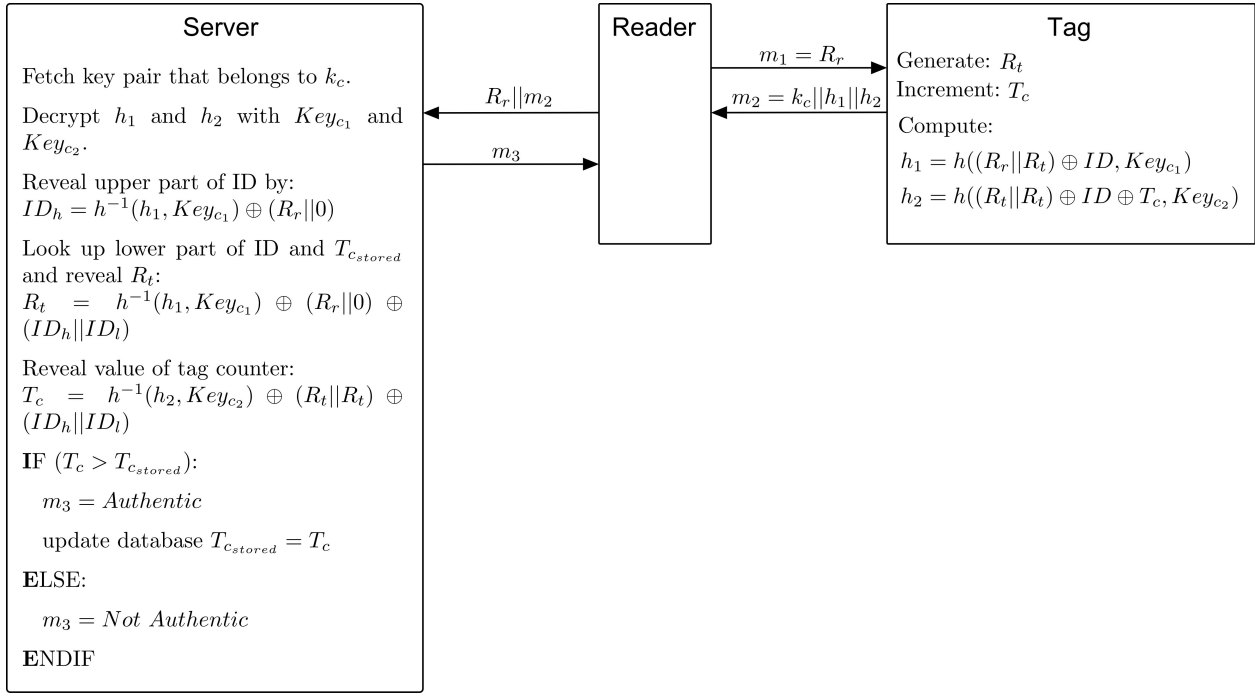 Server
Fetch key pair that belongs to k_c.
Decrypt h_1 and h_2 with Key_{c_1} and
Key_{c_2}.
Reveal upper part of ID by:
ID_h = h^{-1}(h_1, Key_{c_1}) ⊕ (R_r||0)
Look up lower part of ID and T_{c_{stored}}
and reveal R_t:
R_t = h^{-1}(h_1, Key_{c_1}) ⊕ (R_r||0) ⊕
(ID_h||ID_l)
Reveal value of tag counter:
T_c = h^{-1}(h_2, Key_{c_2}) ⊕ (R_t||R_t) ⊕
(ID_h||ID_l)
IF (T_c > T_{c_{stored}}):
m_3 = Authentic
update database T_{c_{stored}} = T_c
ELSE:
m_3 = Not Authentic
ENDIF
R_r||m_2
m_3
Reader
m_1 = R_r
m_2 = k_c||h_1||h_2
Tag
Generate: R_t
Increment: T_c
Compute:
h_1 = h((R_r||R_t) ⊕ ID, Key_{c_1})
h_2 = h((R_t||R_t) ⊕ ID ⊕ T_c, Key_{c_2})